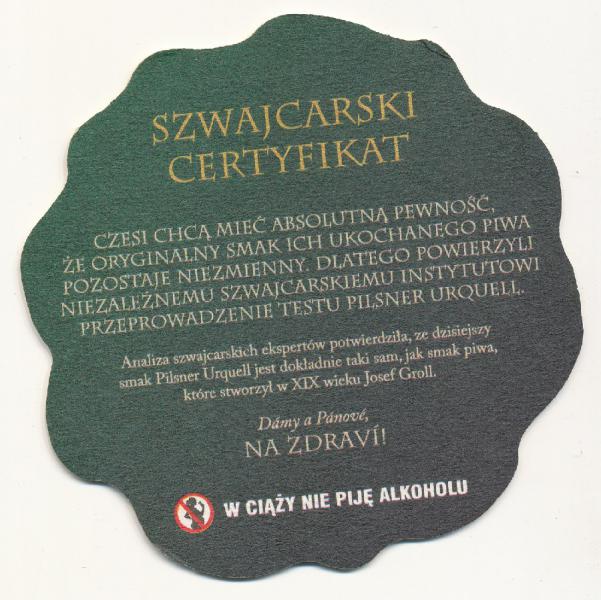 SZWAJCARSKI
CERTYFIKAT
CZESI CHCĄ MIEĆ ABSOLUTNĄ PEWNOŚĆ,
ŻE ORYGINALNY SMAK ICH UKOCHANEGO PIWA
POZOSTAJE NIEZMIENNY. DLATEGO POWIERZYLI
NIEZALEŻNEMU SZWAJCARSKIEMU INSTYTUTOWI
PRZEPROWADZENIE TESTU PILSNER URQUELL.
Analiza szwajcarskich ekspertów potwierdziła, ze dzisiejszy
smak Pilsner Urquell jest dokładnie taki sam, jak smak piwa,
które stworzył w XIX wieku Josef Groll.
Dámy a Pánové,
NA ZDRAVÍ!
W CIĄŻY NIE PIJĘ ALKOHOLU